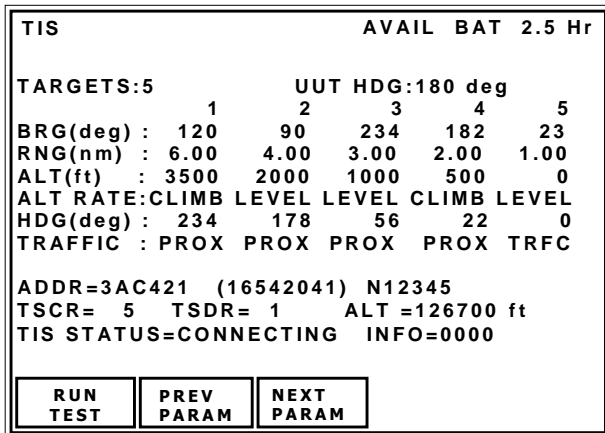 TIS AVAIL BAT 2.5 Hr
TARGETS:5 UUT HDG:180 deg
1 2 3 4 5
BRG(deg) : 120 90 234 182 23
RNG(nm) : 6.00 4.00 3.00 2.00 1.00
ALT(ft) : 3500 2000 1000 500 0
ALT RATE:CLIMB LEVEL LEVEL CLIMB LEVEL
HDG(deg) : 234 178 56 22 0
TRAFFIC : PROX PROX PROX PROX TRFC
ADDR=3AC421 (16542041) N12345
TSCR= 5 TSDR= 1 ALT =126700 ft
TIS STATUS=CONNECTING INFO=0000
RUN TEST
PREV PARAM
NEXT PARAM